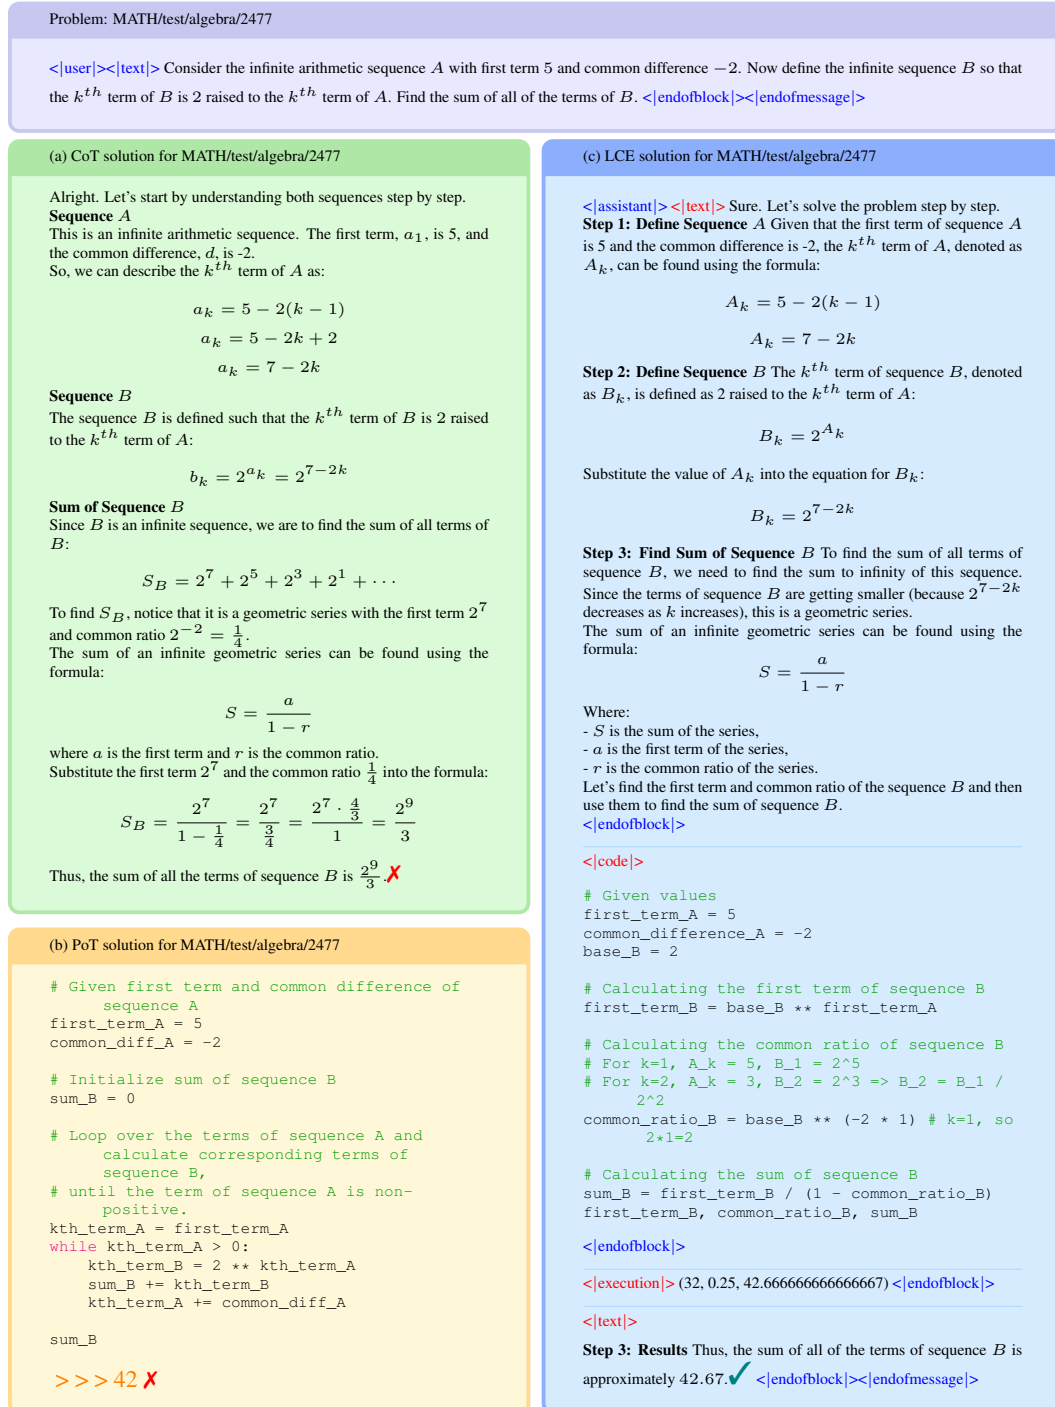 Problem: MATH/test/algebra/2477
<|user|><|text|> Consider the infinite arithmetic sequence A with first term 5 and common difference −2. Now define the infinite sequence B so that
the k^{th} term of B is 2 raised to the k^{th} term of A. Find the sum of all of the terms of B. <|endofblock|><|endofmessage|>
(a) CoT solution for MATH/test/algebra/2477
Alright. Let's start by understanding both sequences step by step.
Sequence A
This is an infinite arithmetic sequence. The first term, a_1, is 5, and
the common difference, d, is -2.
So, we can describe the k^{th} term of A as:
a_k = 5 − 2(k − 1)
a_k = 5 − 2k + 2
a_k = 7 − 2k
Sequence B
The sequence B is defined such that the k^{th} term of B is 2 raised
to the k^{th} term of A:
b_k = 2^{a_k} = 2^{7−2k}
Sum of Sequence B
Since B is an infinite sequence, we are to find the sum of all terms of
B:
S_B = 2^7 + 2^5 + 2^3 + 2^1 + ···
To find S_B, notice that it is a geometric series with the first term 2^7
and common ratio 2^{−2} = \frac{1}{4}.
The sum of an infinite geometric series can be found using the
formula:
S = \frac{a}{1 − r}
where a is the first term and r is the common ratio.
Substitute the first term 2^7 and the common ratio \frac{1}{4} into the formula:
S_B = \frac{2^7}{1 − \frac{1}{4}} = \frac{2^7}{\frac{3}{4}} = \frac{2^7 · \frac{4}{3}}{1} = \frac{2^9}{3}
Thus, the sum of all the terms of sequence B is \frac{2^9}{3}.✗
(b) PoT solution for MATH/test/algebra/2477
# Given first term and common difference of
sequence A
first_term_A = 5
common_diff_A = -2
# Initialize sum of sequence B
sum_B = 0
# Loop over the terms of sequence A and
calculate corresponding terms of
sequence B,
# until the term of sequence A is non-
positive.
kth_term_A = first_term_A
while kth_term_A > 0:
kth_term_B = 2 ** kth_term_A
sum_B += kth_term_B
kth_term_A += common_diff_A
sum_B
>>> 42 ✗
(c) LCE solution for MATH/test/algebra/2477
<|assistant|> <|text|> Sure. Let's solve the problem step by step.
Step 1: Define Sequence A Given that the first term of sequence A
is 5 and the common difference is -2, the k^{th} term of A, denoted as
A_k, can be found using the formula:
A_k = 5 − 2(k − 1)
A_k = 7 − 2k
Step 2: Define Sequence B The k^{th} term of sequence B, denoted
as B_k, is defined as 2 raised to the k^{th} term of A:
B_k = 2^{A_k}
Substitute the value of A_k into the equation for B_k:
B_k = 2^{7−2k}
Step 3: Find Sum of Sequence B To find the sum of all terms of
sequence B, we need to find the sum to infinity of this sequence.
Since the terms of sequence B are getting smaller (because 2^{7−2k}
decreases as k increases), this is a geometric series.
The sum of an infinite geometric series can be found using the
formula:
S = \frac{a}{1 − r}
Where:
- S is the sum of the series,
- a is the first term of the series,
- r is the common ratio of the series.
Let's find the first term and common ratio of the sequence B and then
use them to find the sum of sequence B.
<|endofblock|>
<|code|>
# Given values
first_term_A = 5
common_difference_A = -2
base_B = 2
# Calculating the first term of sequence B
first_term_B = base_B ** first_term_A
# Calculating the common ratio of sequence B
# For k=1, A_k = 5, B_1 = 2^5
# For k=2, A_k = 3, B_2 = 2^3 => B_2 = B_1 /
2^2
common_ratio_B = base_B ** (-2 * 1) # k=1, so
2*1=2
# Calculating the sum of sequence B
sum_B = first_term_B / (1 - common_ratio_B)
first_term_B, common_ratio_B, sum_B
<|endofblock|>
<|execution|> (32, 0.25, 42.666666666666667) <|endofblock|>
<|text|>
Step 3: Results Thus, the sum of all of the terms of sequence B is
approximately 42.67.✓ <|endofblock|><|endofmessage|>